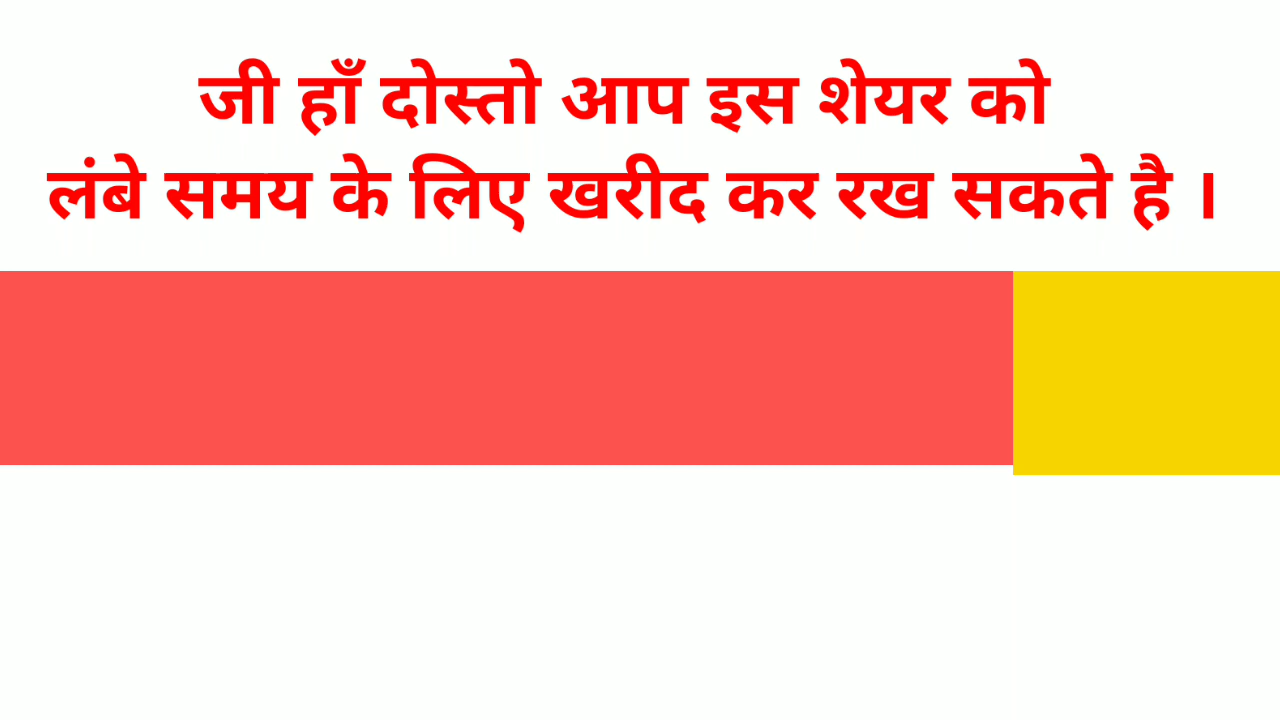 जी हाँ दोस्तो आप इस शेयर को
लंबे समय के लिए खरीद कर रख सकते है ।